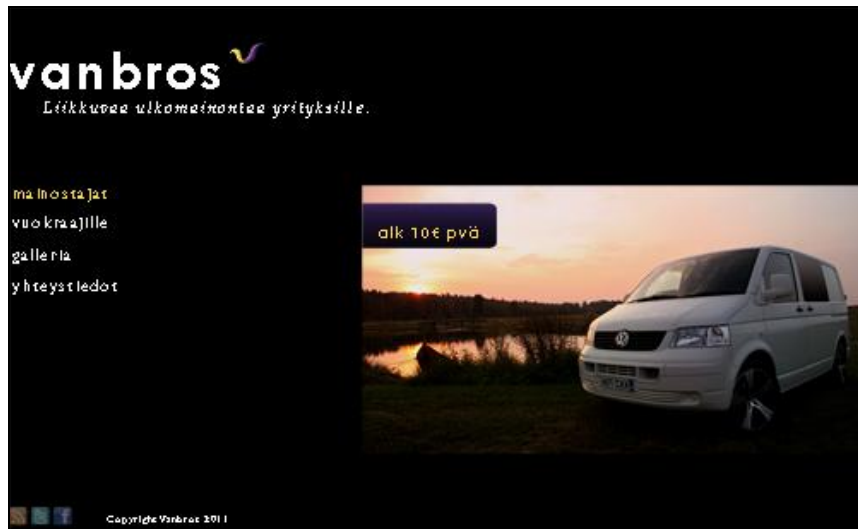 vanbros
Liikkuvaa ulkomainontaa yrityksille.
mainostajat
vuokraajille
galleria
yhteystiedot
alk 10€ pvä
Copyright Vanbros 2011